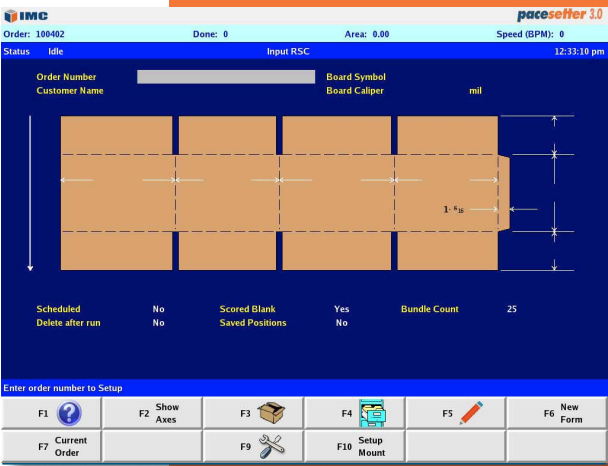 IMC pacesetter 3.0
Order: 100402 Done: 0 Area: 0.00 Speed (BPM): 0
Status Idle Input RSC 12:33:10 pm
Order Number Board Symbol
Customer Name Board Caliper mil
Scheduled No Scored Blank Yes Bundle Count 25
Delete after run No Saved Positions No
Enter order number to Setup
F1 F2 Show Axes F3 F4 F5 F6 New Form
F7 Current Order F9 F10 Setup Mount